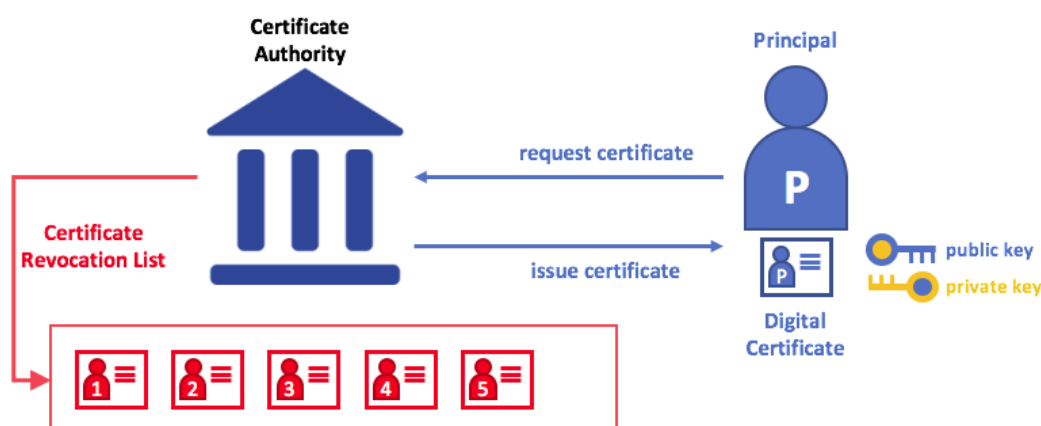 Certificate
Authority
Principal
request certificate
P
Certificate
Revocation List
issue certificate
P
public key
private key
Digital
Certificate
1
2
3
4
5